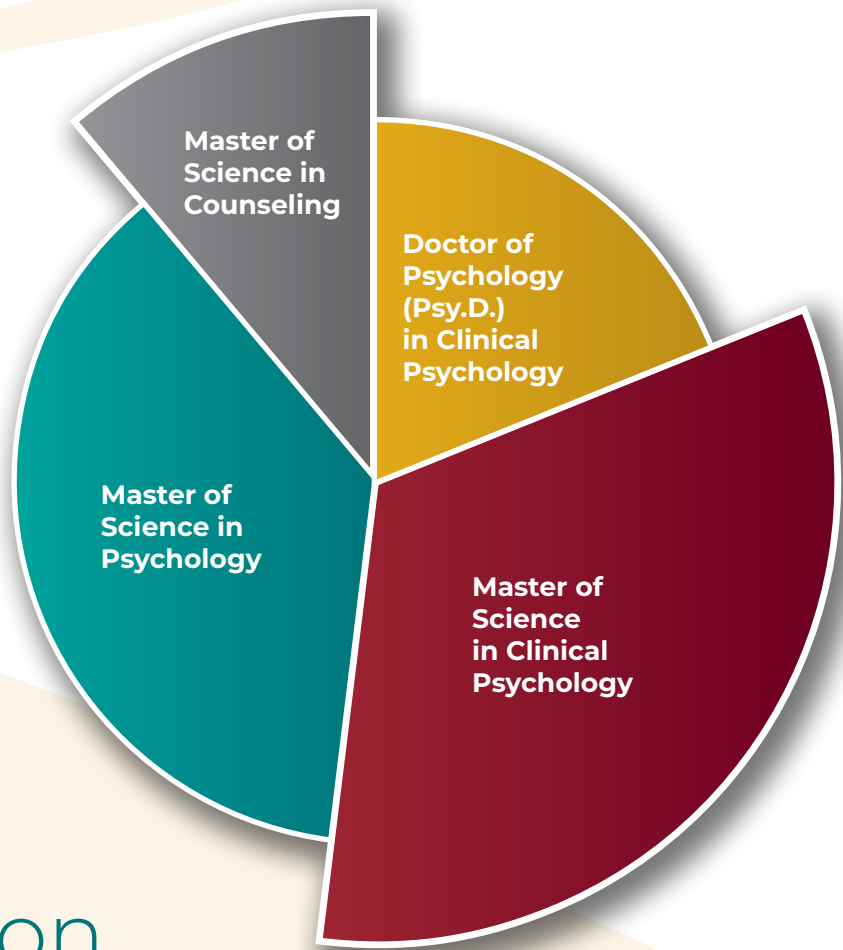 Master of
Science in
Counseling
Doctor of
Psychology
(Psy.D.)
in Clinical
Psychology
Master of
Science in
Psychology
Master of
Science
in Clinical
Psychology
on